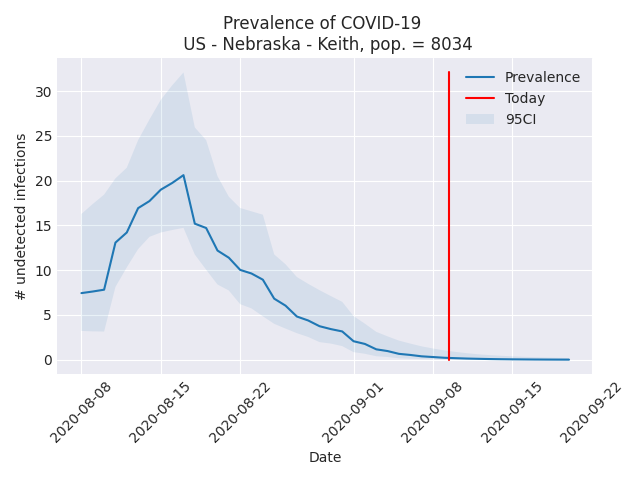 Prevalence of COVID-19
US - Nebraska - Keith, pop. = 8034
Prevalence
Today
95CI
# undetected infections
30
25
20
15
10
5
0
2020-08-08
2020-08-15
2020-08-22
2020-09-01
2020-09-08
2020-09-15
2020-09-22
Date